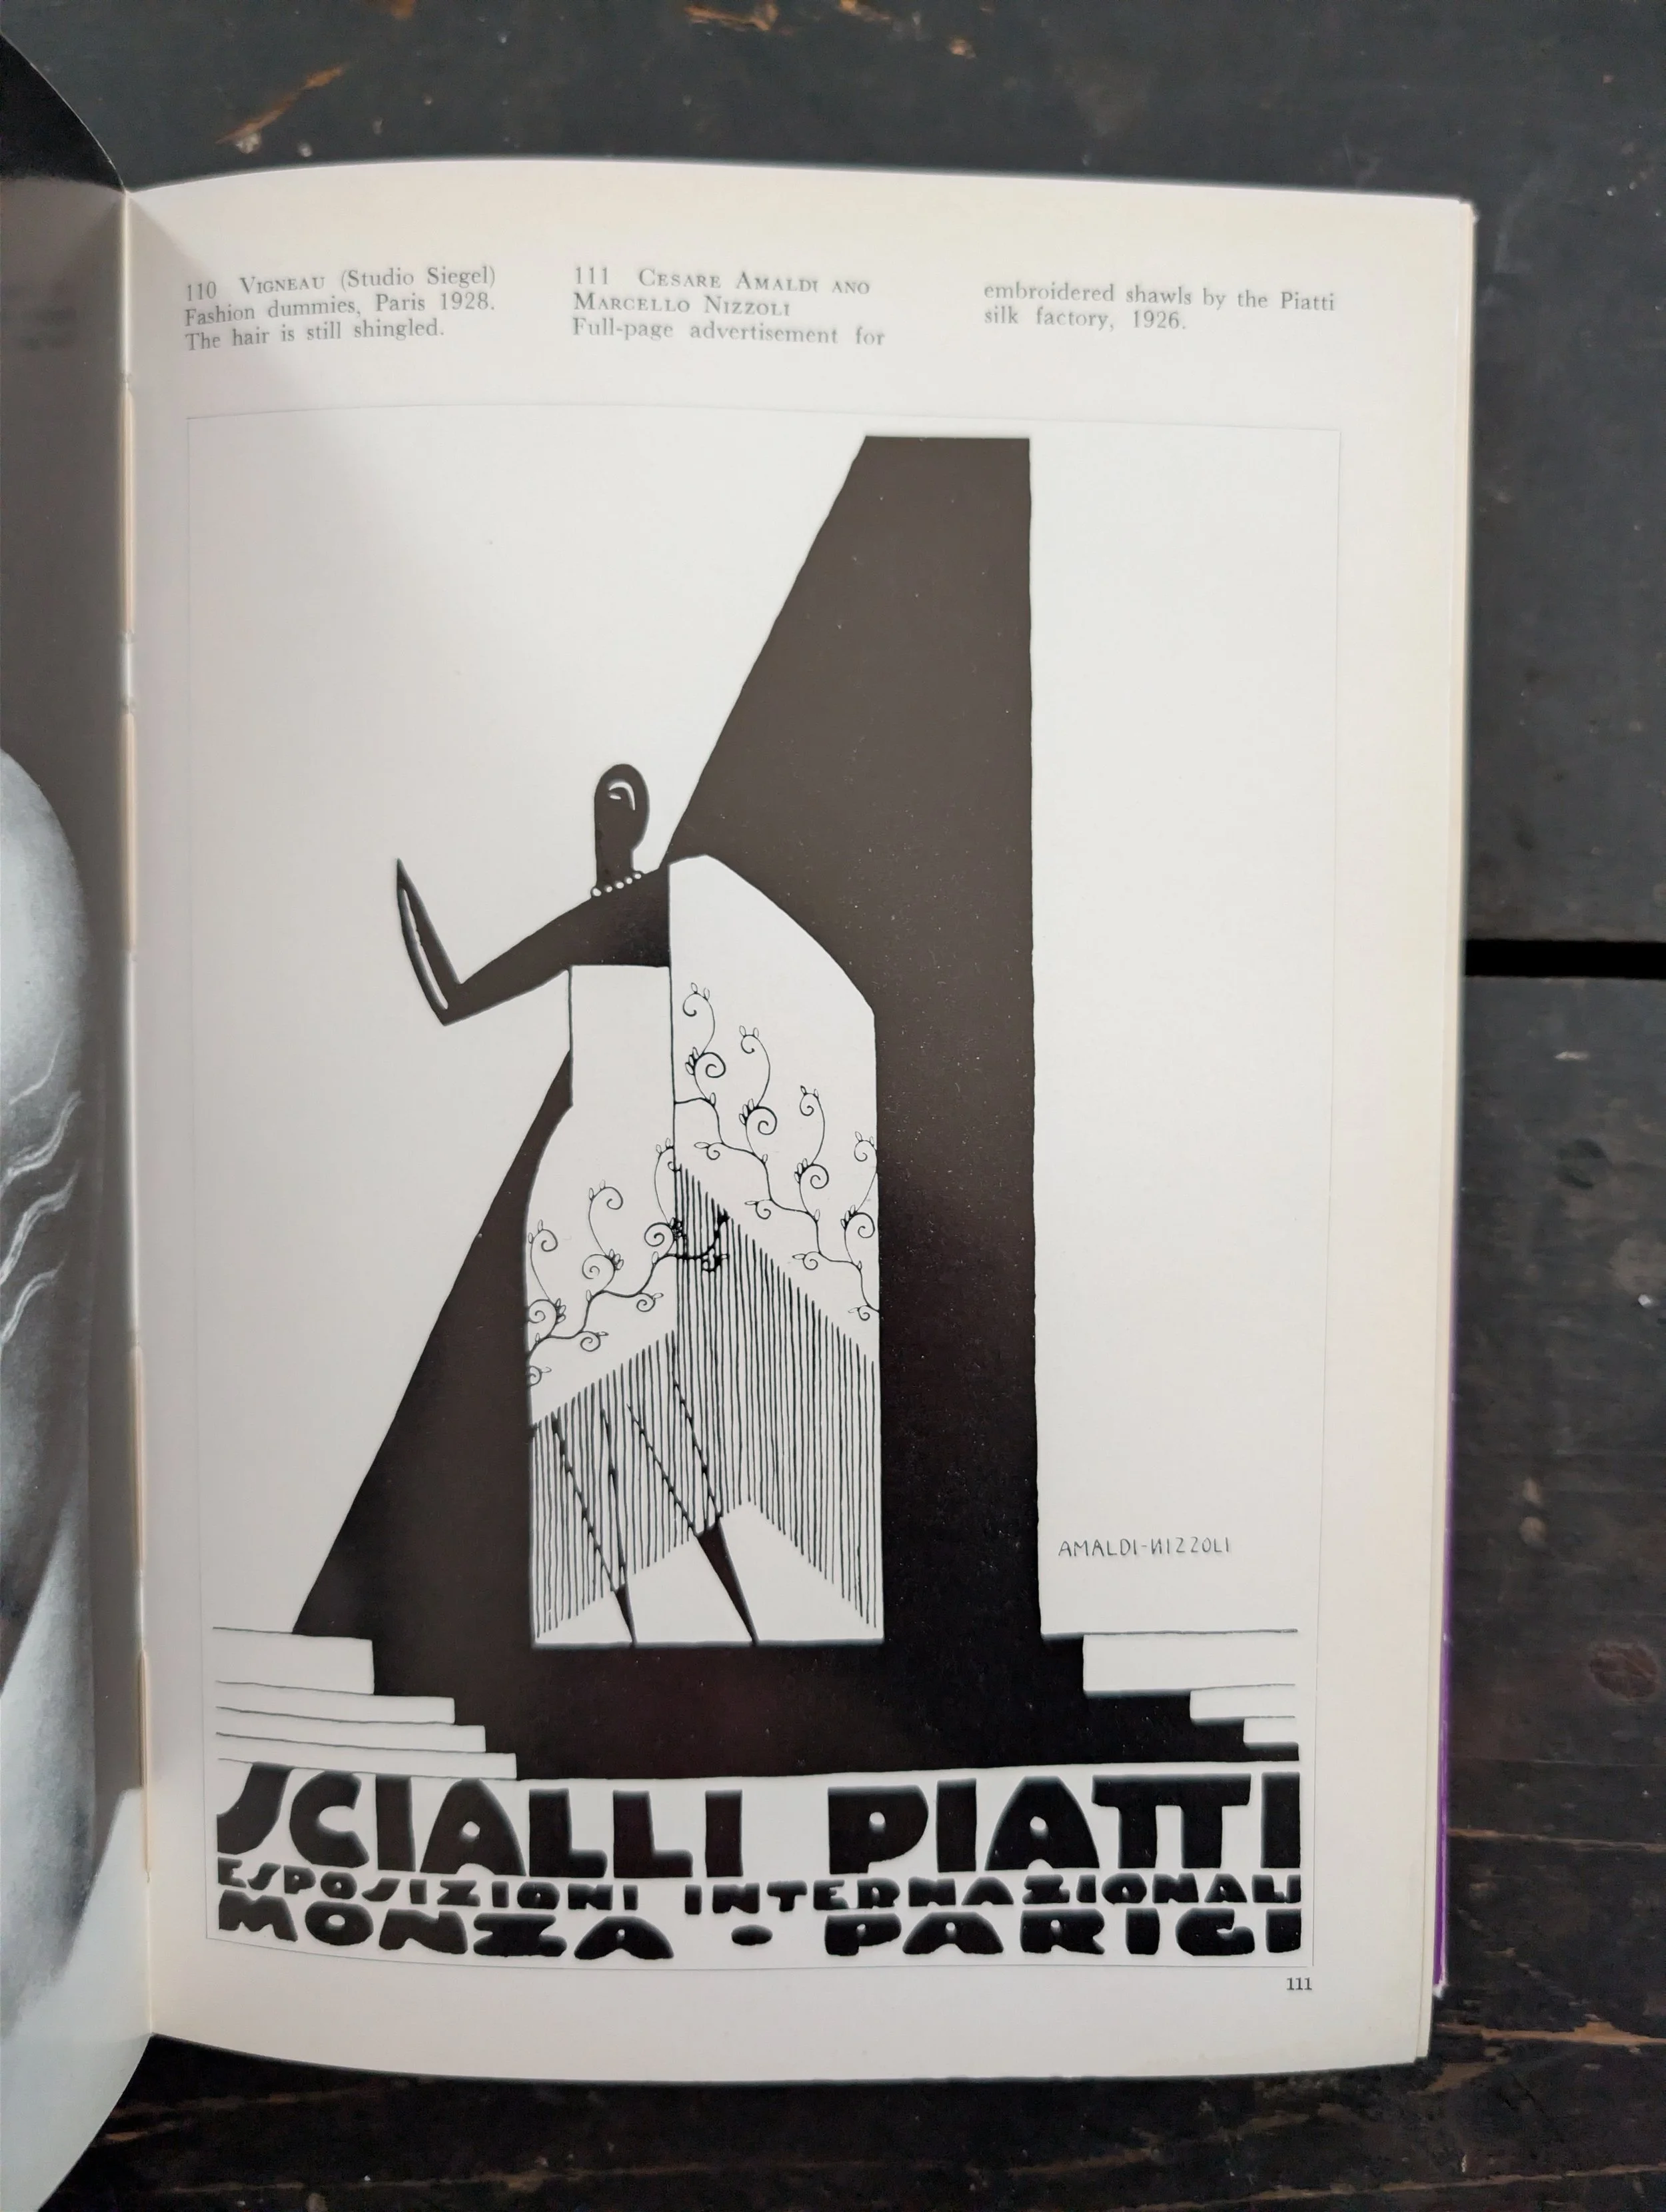 110 VIGNEAU (Studio Siegel)
Fashion dummies, Paris 1928.
The hair is still shingled.
111 CESARE AMALDI AND
MARCELLO NIZZOLI
Full-page advertisement for
embroidered shawls by the Piatti
silk factory, 1926.
AMALDI-NIZZOLI
SCIALLI PIATTI
ESPOSIZIONI INTERNAZIONALI
MONZA - PARIGI
111